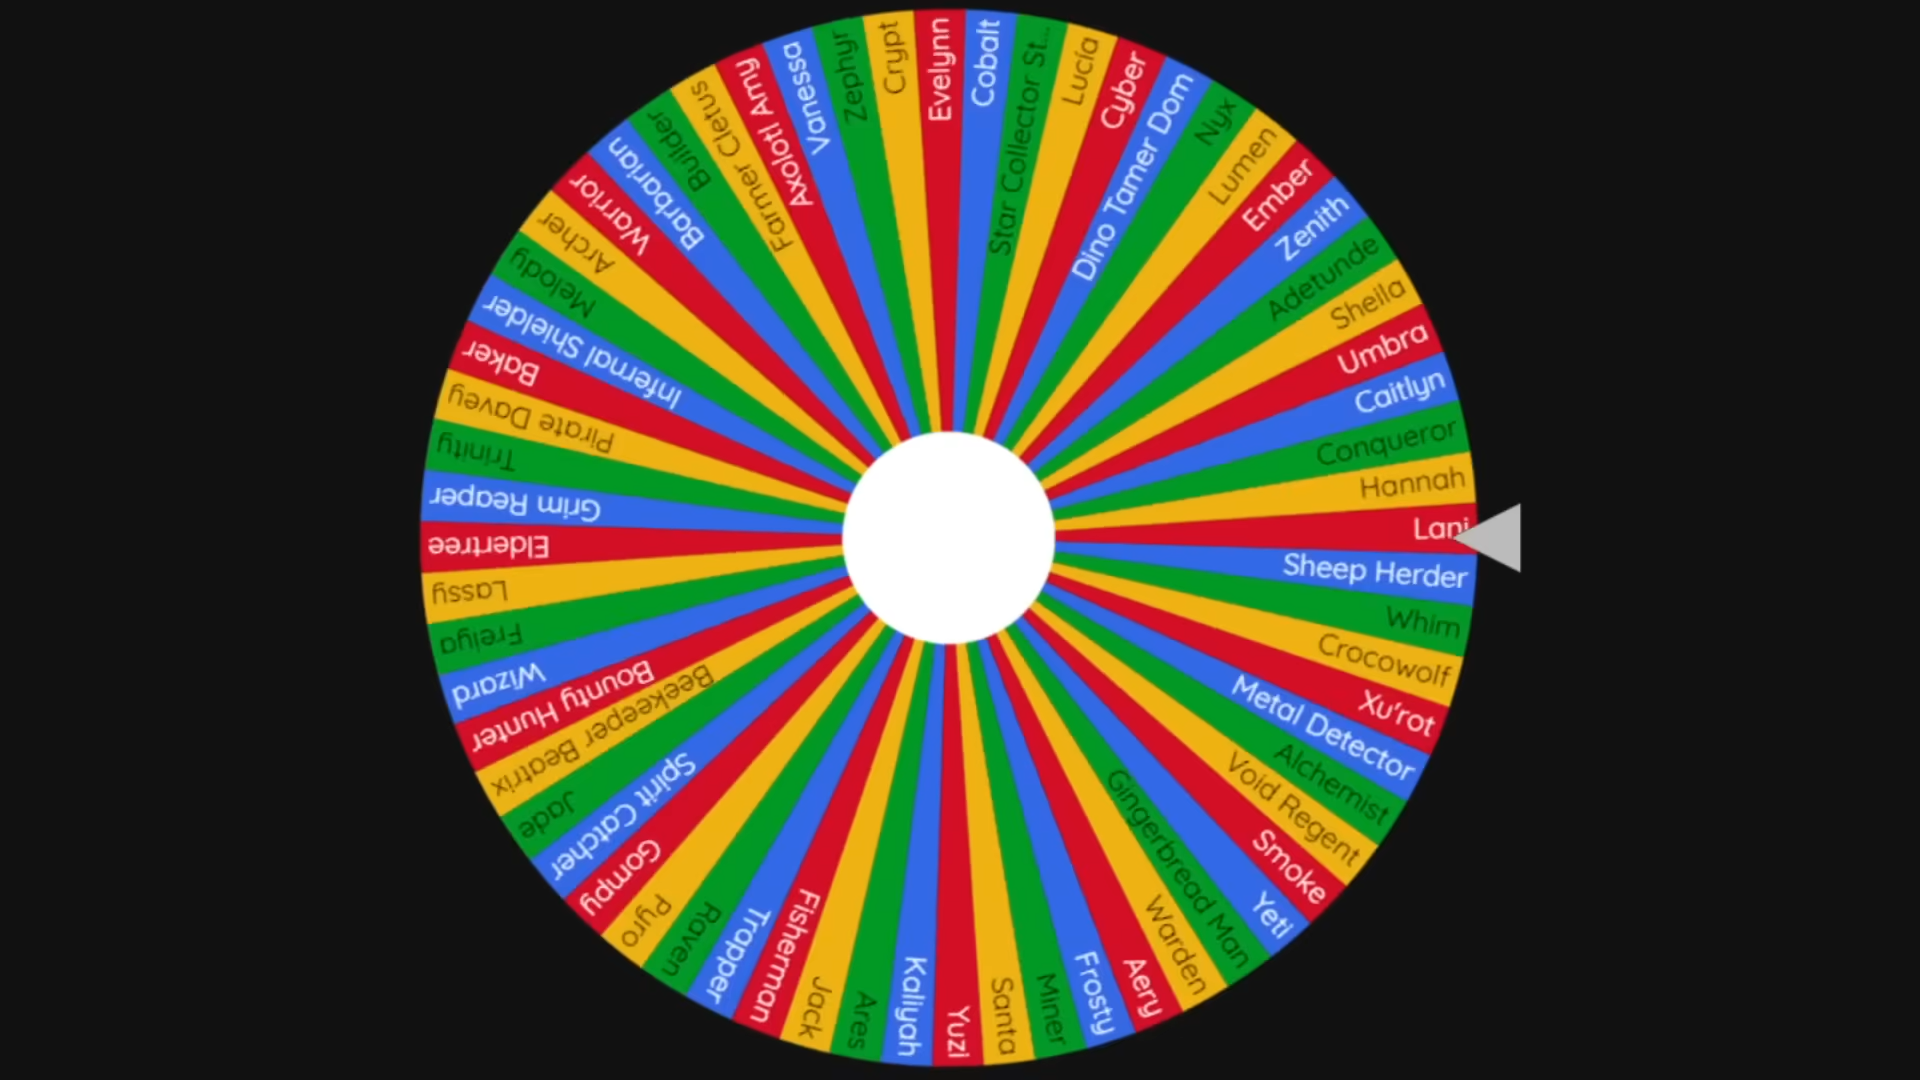 Evelynn
Cobalt
Star Collector St...
Lucia
Cyber
Dino Tamer Dom
Nyx
Lumen
Ember
Zenith
Adetunde
Sheila
Umbra
Caitlyn
Conqueror
Hannah
Lani
Sheep Herder
Whim
Crocowolf
Xu'rot
Metal Detector
Alchemist
Void Regent
Smoke
Yeti
Gingerbread Man
Warden
Aery
Frosty
Miner
Santa
Yuzi
Kaliyah
Ares
Jack
Fisherman
Trapper
Raven
Pyro
Gompy
Spirit Catcher
Jade
Beekeeper Beatrix
Bounty Hunter
Wizard
Freiya
Lassy
Eldertree
Grim Reaper
Trinity
Pirate Davey
Baker
Infernal Shielder
Melody
Archer
Warrior
Barbarian
Builder
Farmer Cletus
Axolotl Amy
Vanessa
Zephyr
Crypt